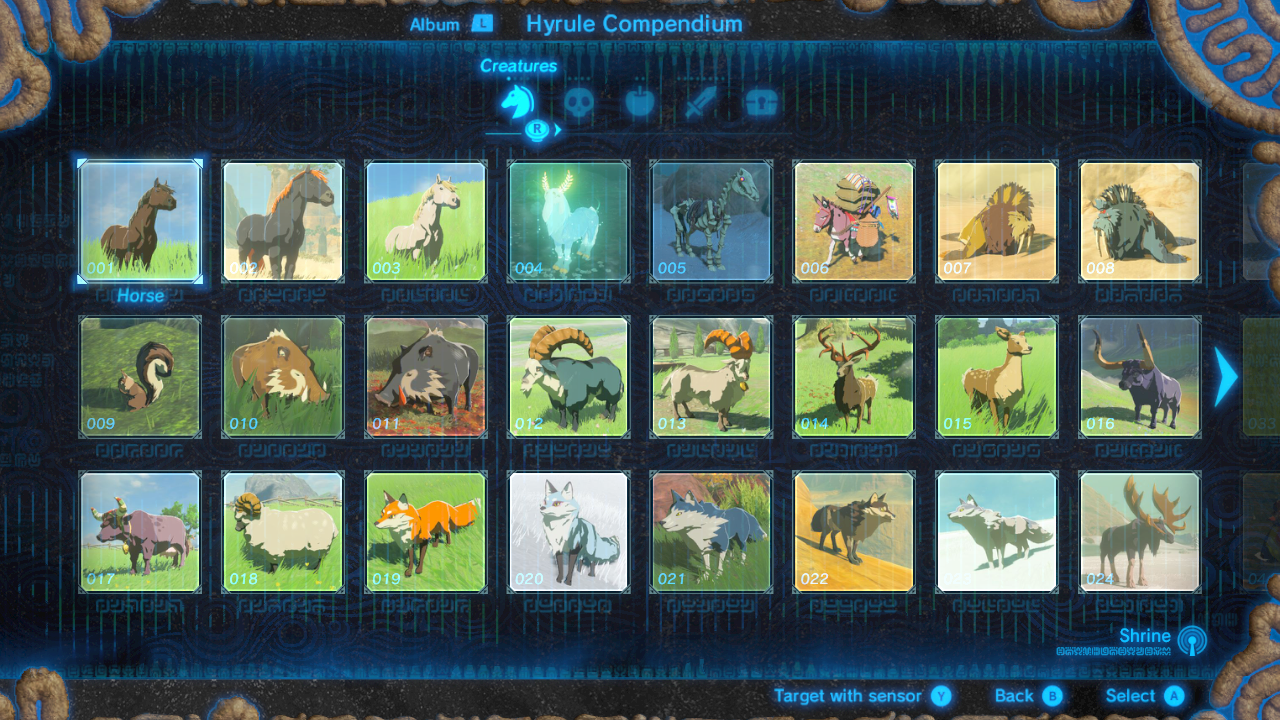 Album L Hyrule Compendium
Creatures
R
001 002 003 004 005 006 007 008
Horse
009 010 011 012 013 014 015 016 033
017 018 019 020 021 022 024
Shrine
Target with sensor Y Back B Select A